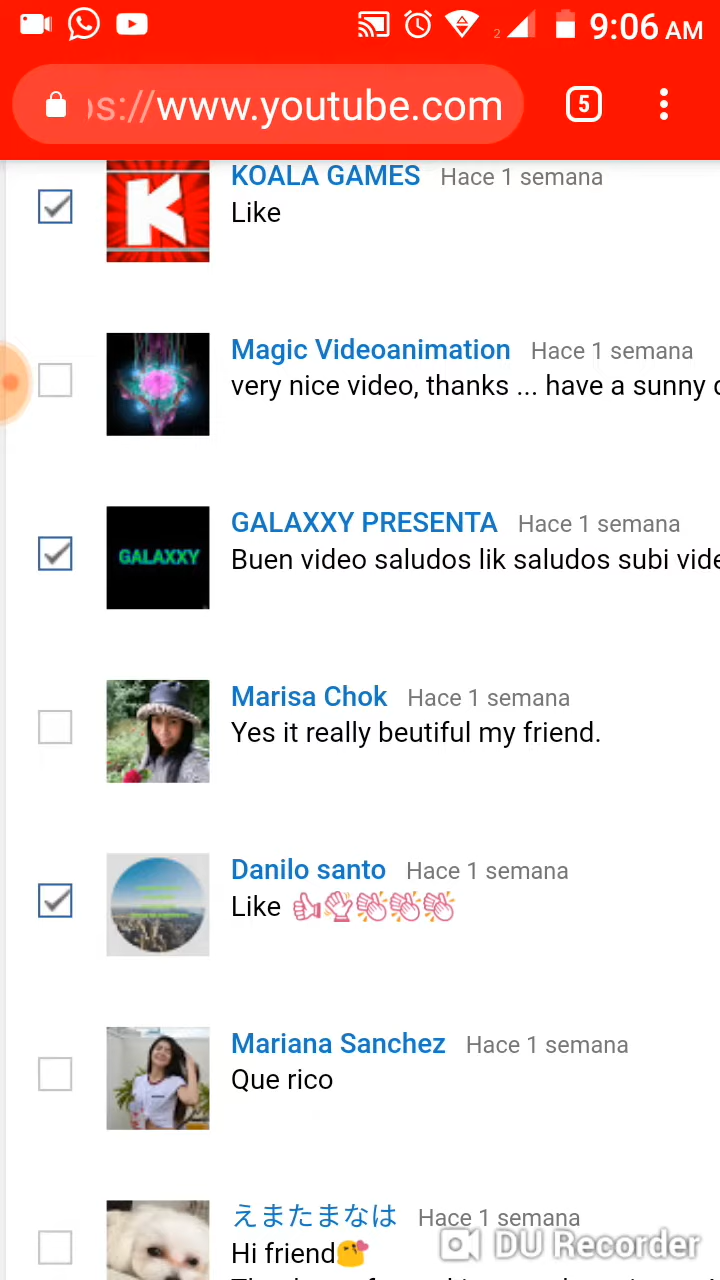 2 9:06 AM
ps://www.youtube.com 5
KOALA GAMES Hace 1 semana
Like
Magic Videoanimation Hace 1 semana
very nice video, thanks ... have a sunny
GALAXXY PRESENTA Hace 1 semana
GALAXXY
Buen video saludos lik saludos subi vide
Marisa Chok Hace 1 semana
Yes it really beutiful my friend.
Danilo santo Hace 1 semana
Like 👍👏👏👏👏
Mariana Sanchez Hace 1 semana
Que rico
えまたまなは Hace 1 semana
Hi friend😘
DU Recorder